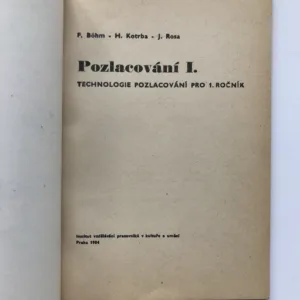 F. Böhm - H. Kotrba - J. Rosa
Pozlacování I.
TECHNOLOGIE POZLACOVÁNÍ PRO 1. ROČNÍK
Institut vzdělávání pracovníků v kultuře a umění
Praha 1984